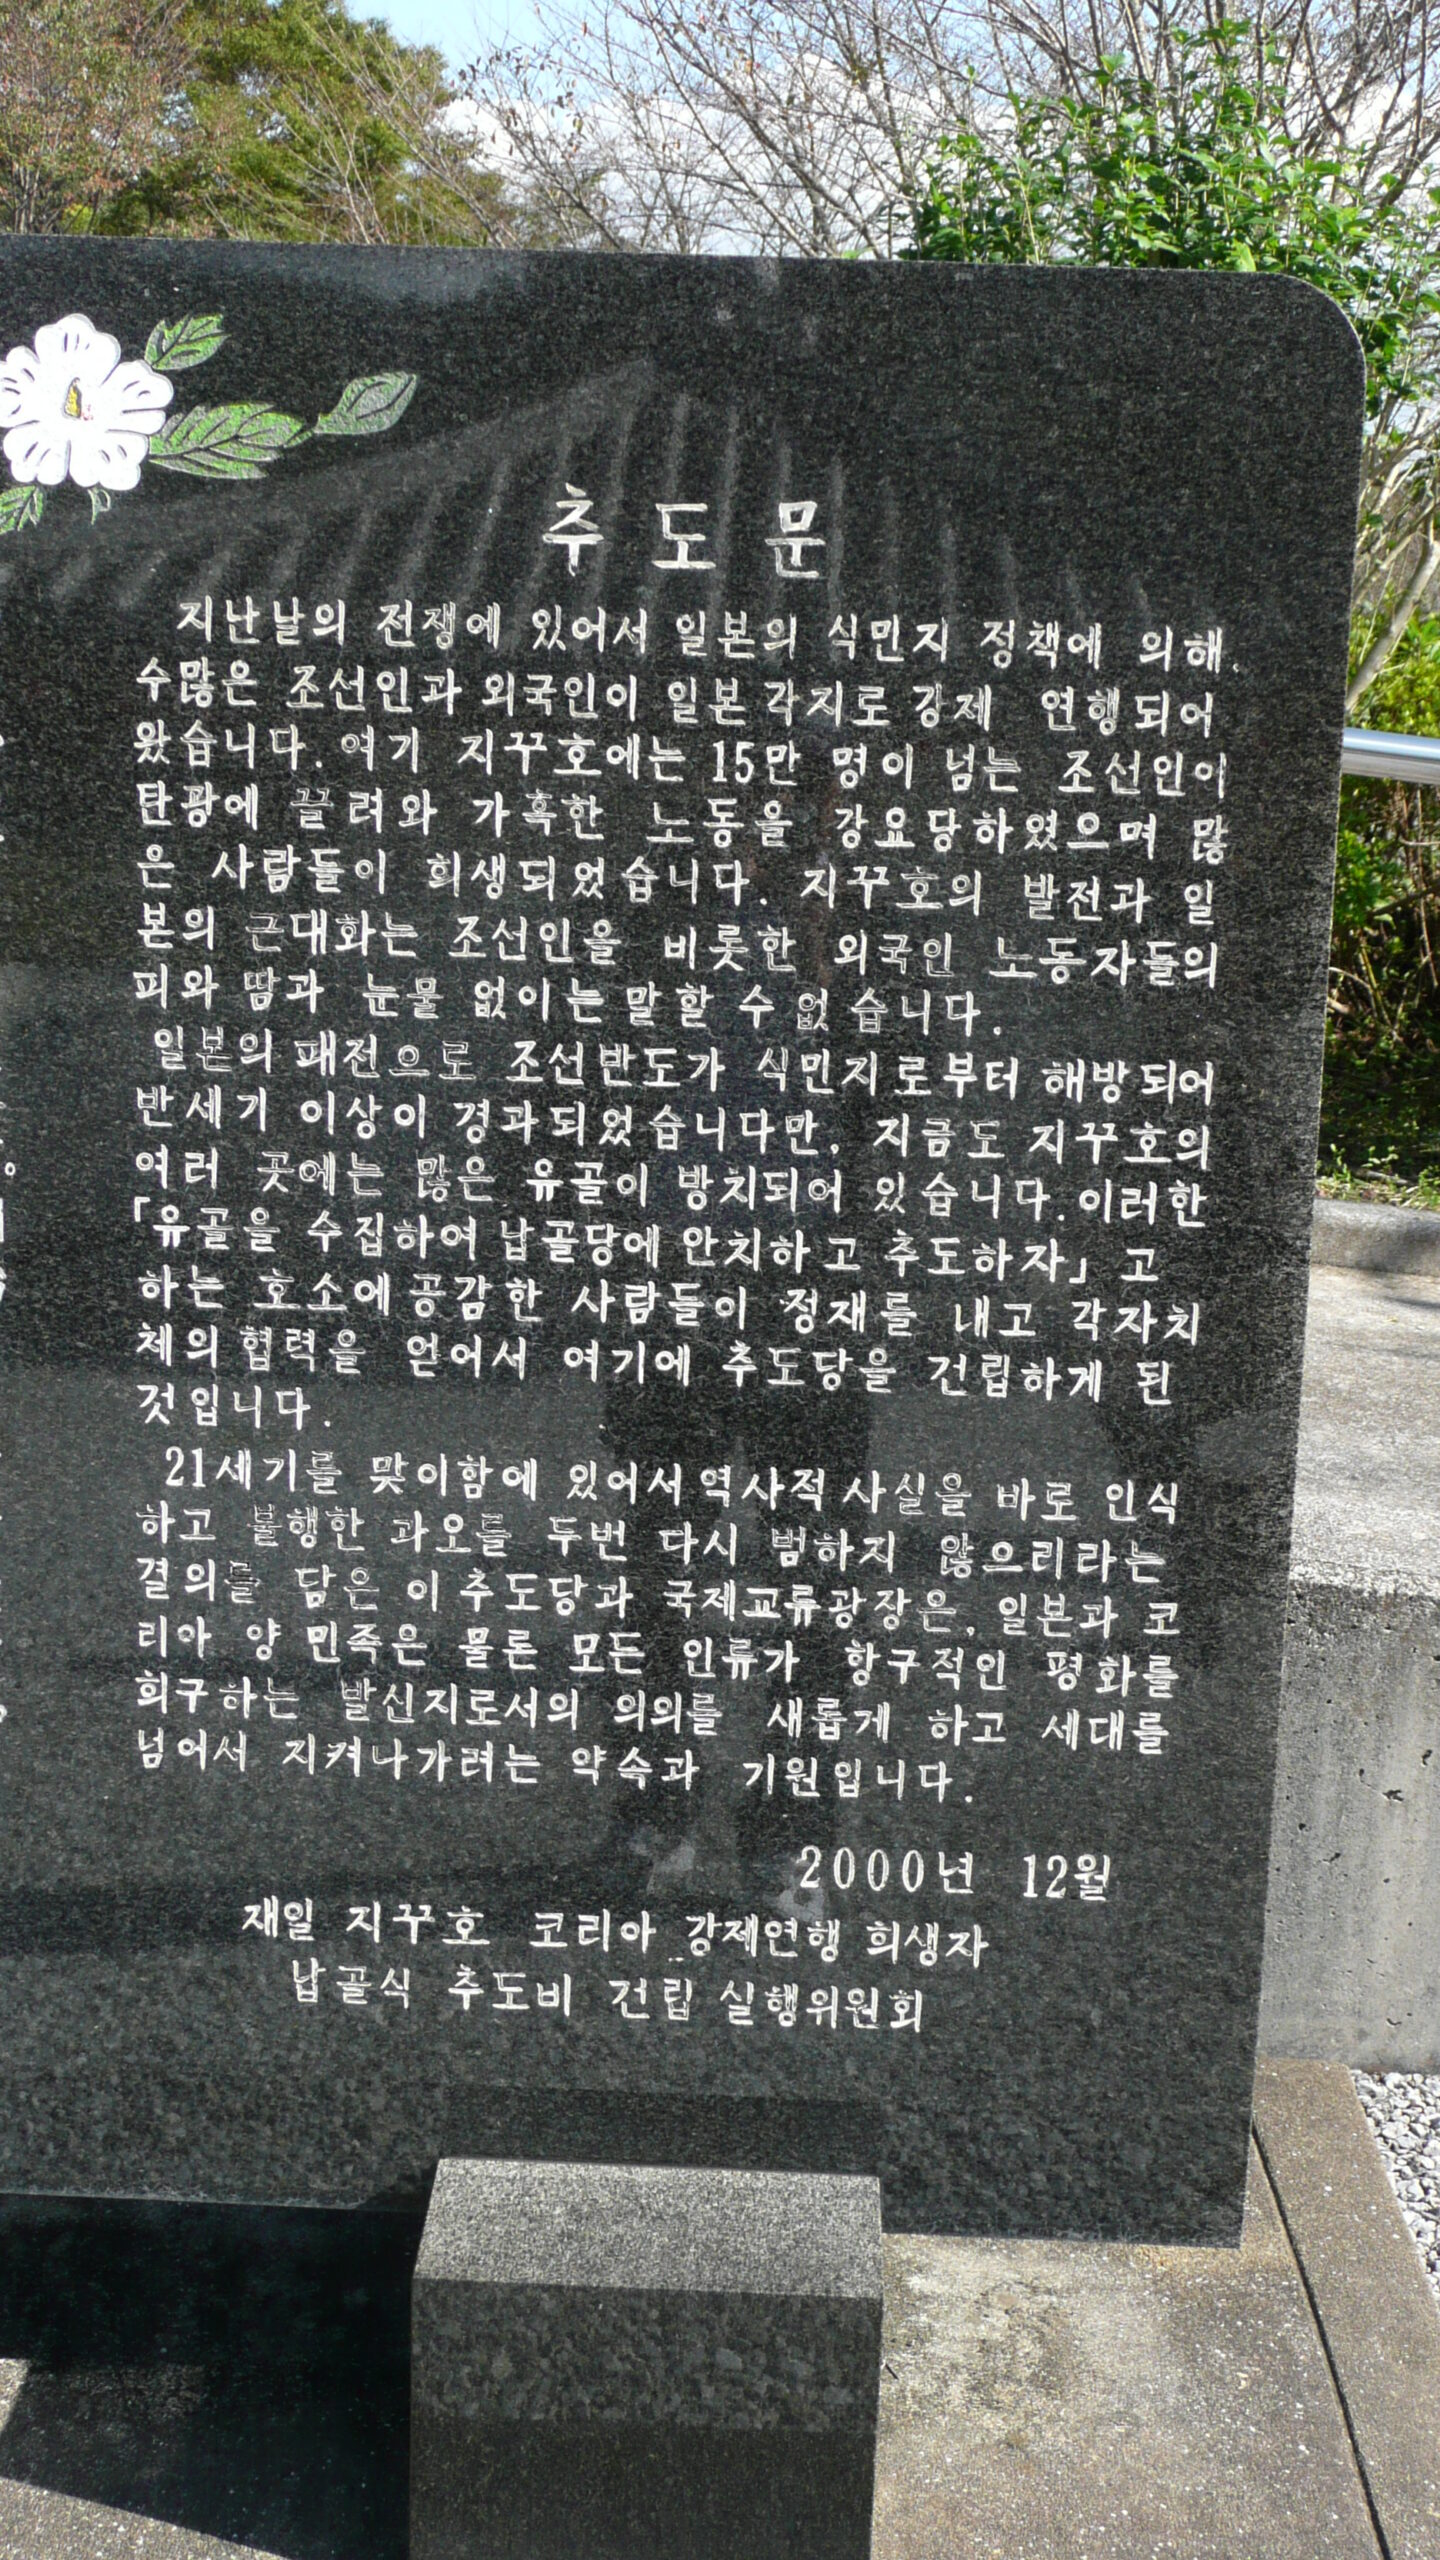 추도문
지난날의 전쟁에 있어서 일본의 식민지 정책에 의해,
수많은 조선인과 외국인이 일본 각지로 강제 연행되어
왔습니다. 여기 지꾸호에는 15만 명이 넘는 조선인이
탄광에 끌려와 가혹한 노동을 강요당하였으며 많
은 사람들이 희생되었습니다. 지꾸호의 발전과 일
본의 근대화는 조선인을 비롯한 외국인 노동자들의
피와 땀과 눈물 없이는 말할 수 없습니다.
일본의 패전으로 조선반도가 식민지로부터 해방되어
반세기 이상이 경과되었습니다만, 지금도 지꾸호의
여러 곳에는 많은 유골이 방치되어 있습니다. 이러한
「유골을 수집하여 납골당에 안치하고 추도하자」고
하는 호소에 공감한 사람들이 정재를 내고 각자치
체의 협력을 얻어서 여기에 추도당을 건립하게 된
것입니다.
21세기를 맞이함에 있어서 역사적 사실을 바로 인식
하고 불행한 과오를 두번 다시 범하지 않으리라는
결의를 담은 이 추도당과 국제교류광장은, 일본과 코
리아 양 민족은 물론 모든 인류가 항구적인 평화를
희구하는 발신지로서의 의의를 새롭게 하고 세대를
넘어서 지켜나가려는 약속과 기원입니다.
2000년 12월
재일 지꾸호 코리아 강제연행 희생자
납골식 추도비 건립 실행위원회